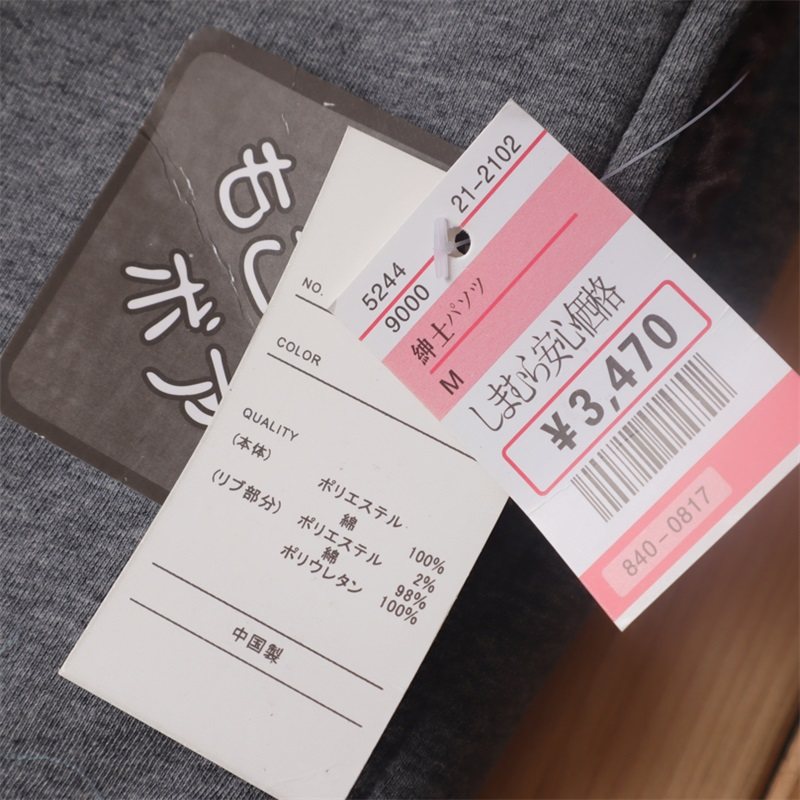 もこ
ボア
NO.
COLOR
QUALITY
(本体)
ポリエステル
(リブ部分)
綿 100%
ポリエステル 2%
綿 98%
ポリウレタン 100%
中国製
21-2102
5244
9000
紳士パソツ
M
しまむら安心価格
¥3,470
840-0817